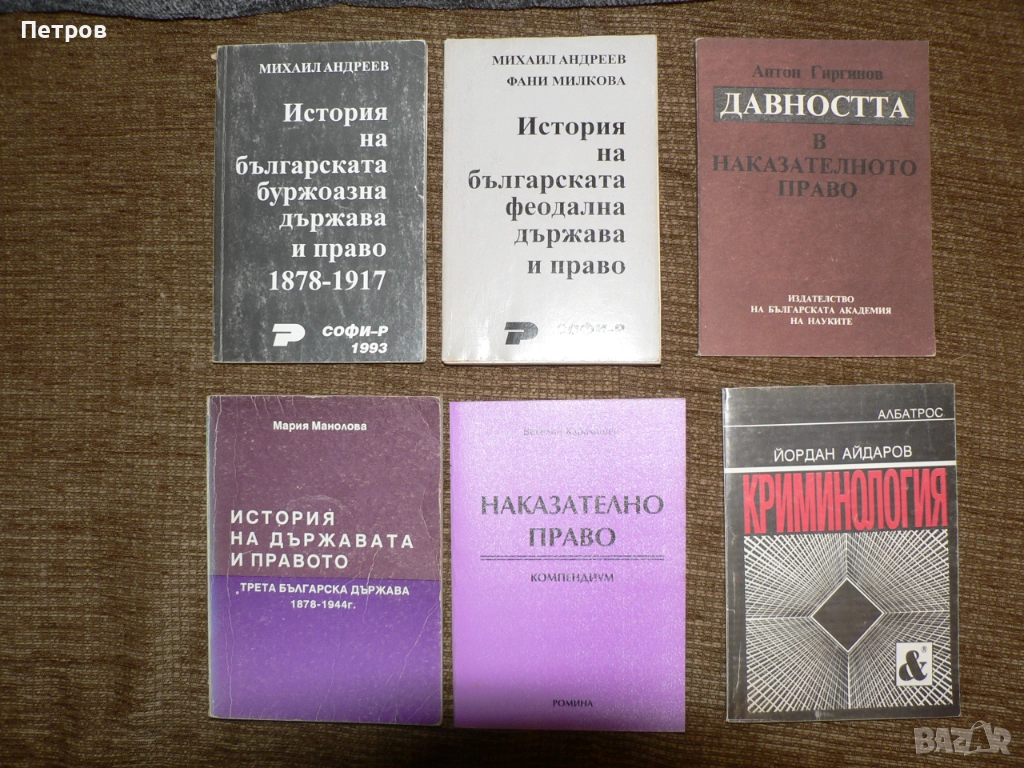 Петров
МИХАИЛ АНДРЕЕВ
История
на
българската
буржоазна
държава
и право
1878-1917
СОФИ-Р
1993
МИХАИЛ АНДРЕЕВ
ФАНИ МИЛКОВА
История
на
българската
феодална
държава
и право
СОФИ-Р
Антон Гиргинов
ДАВНОСТТА
В
НАКАЗАТЕЛНОТО
ПРАВО
ИЗДАТЕЛСТВО
НА БЪЛГАРСКАТА АКАДЕМИЯ
НА НАУКИТЕ
Мария Манолова
ИСТОРИЯ
НА ДЪРЖАВАТА
И ПРАВОТО
ТРЕТА БЪЛГАРСКА ДЪРЖАВА
1878-1944г.
НАКАЗАТЕЛНО
ПРАВО
КОМПЕНДИУМ
РОМИНА
АЛБАТРОС
ЙОРДАН АЙДАРОВ
КРИМИНОЛОГИЯ
&®
BAZAR